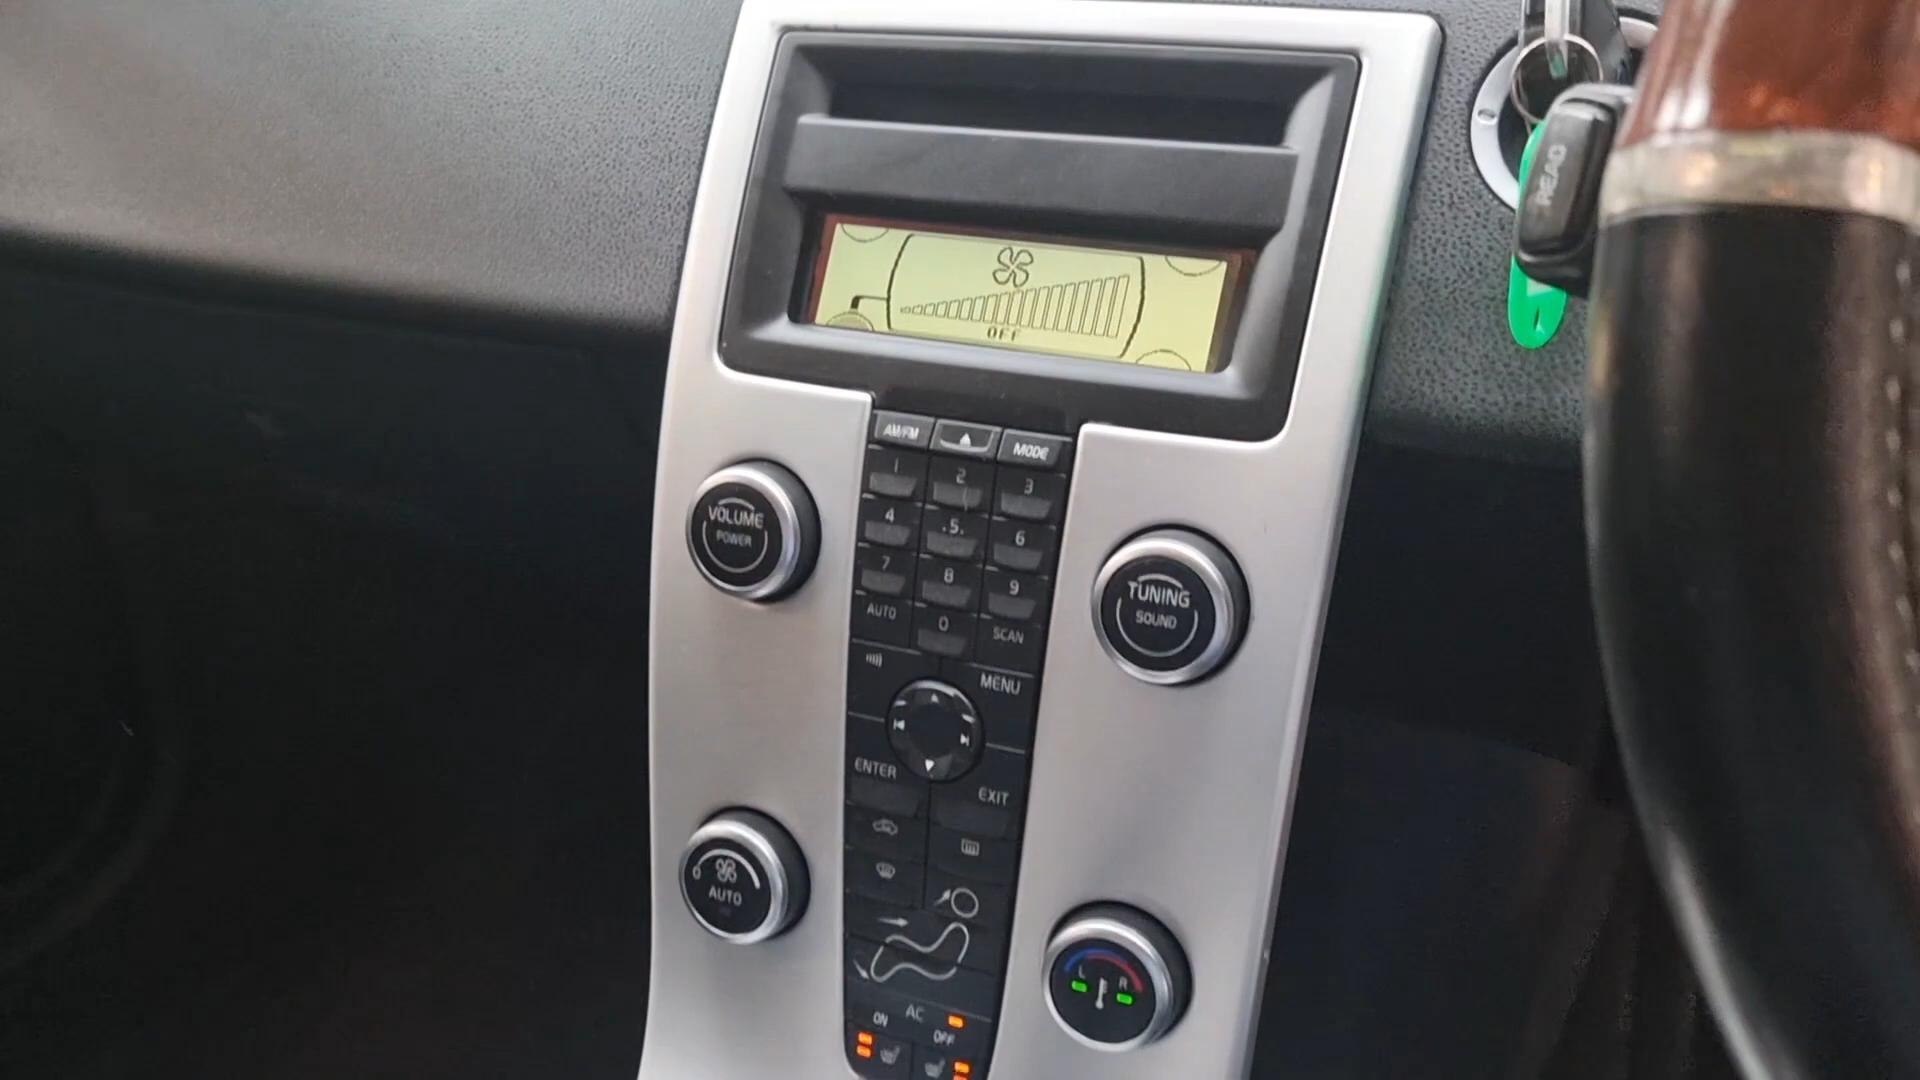 OFF
AM/FM
MODE
1
2
3
VOLUME
POWER
4
.5.
6
7
8
9
TUNING
SOUND
AUTO
0
SCAN
MENU
ENTER
EXIT
0
AUTO
L
R
AC
ON
OFF